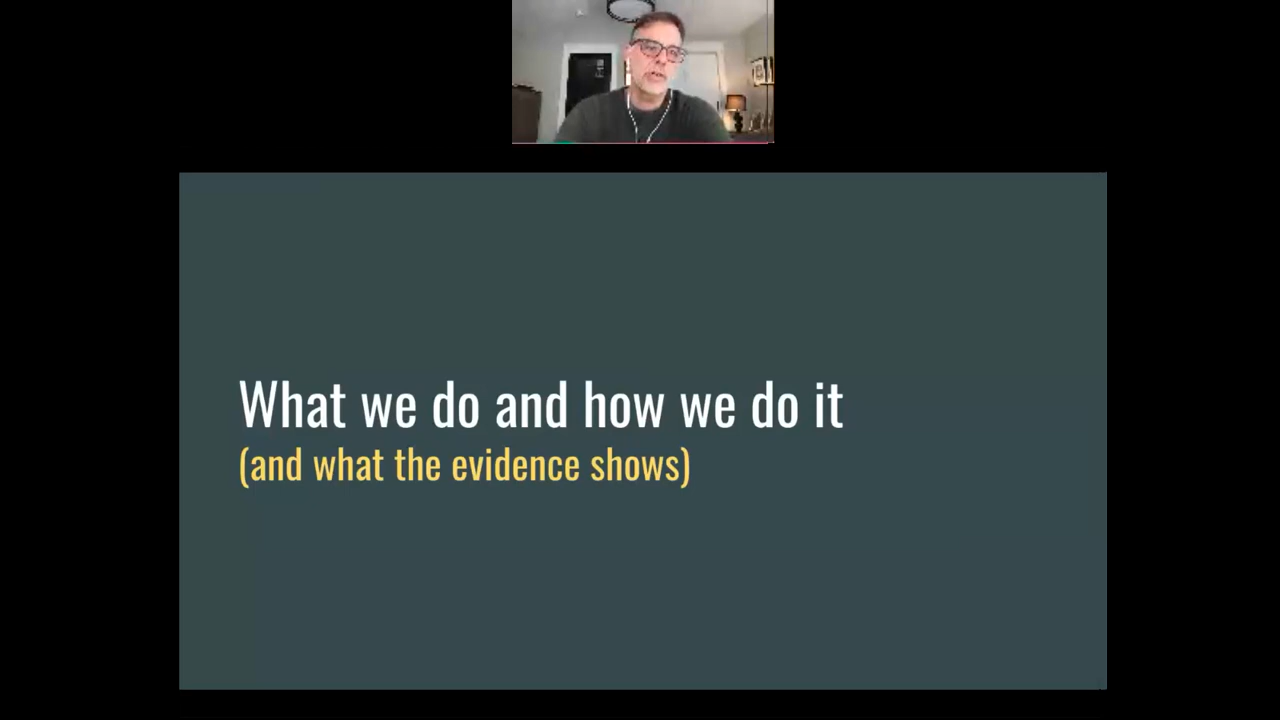 What we do and how we do it
(and what the evidence shows)